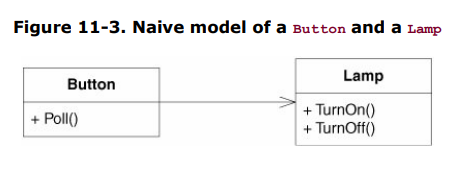 Figure 11-3. Naive model of a Button and a Lamp
Button
+ Poll()
Lamp
+ TurnOn()
+ TurnOff()